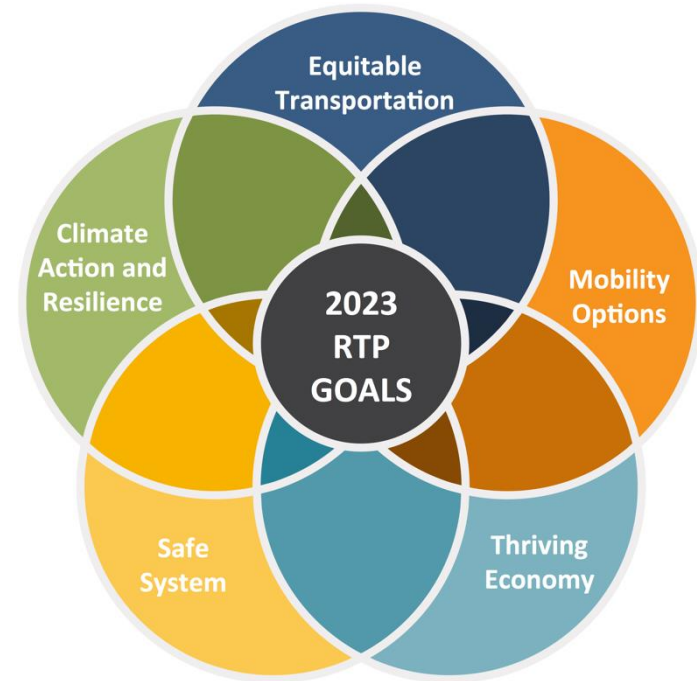 Equitable
Transportation
Climate
Action and
Resilience
Mobility
Options
2023
RTP
GOALS
Safe
System
Thriving
Economy